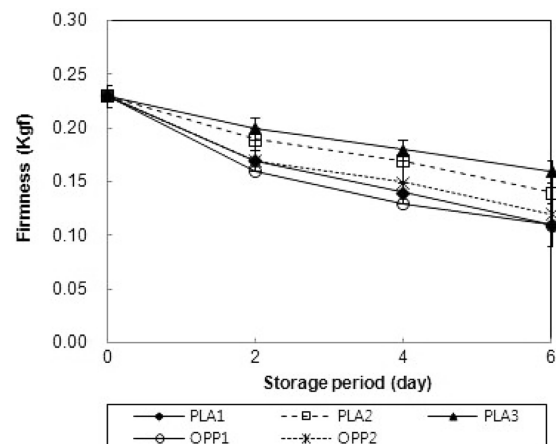 0.30
0.25
0.20
0.15
0.10
0.05
0.00
Firmness (Kgf)
0 2 4 6
Storage period (day)
PLA1 PLA2 PLA3
OPP1 OPP2